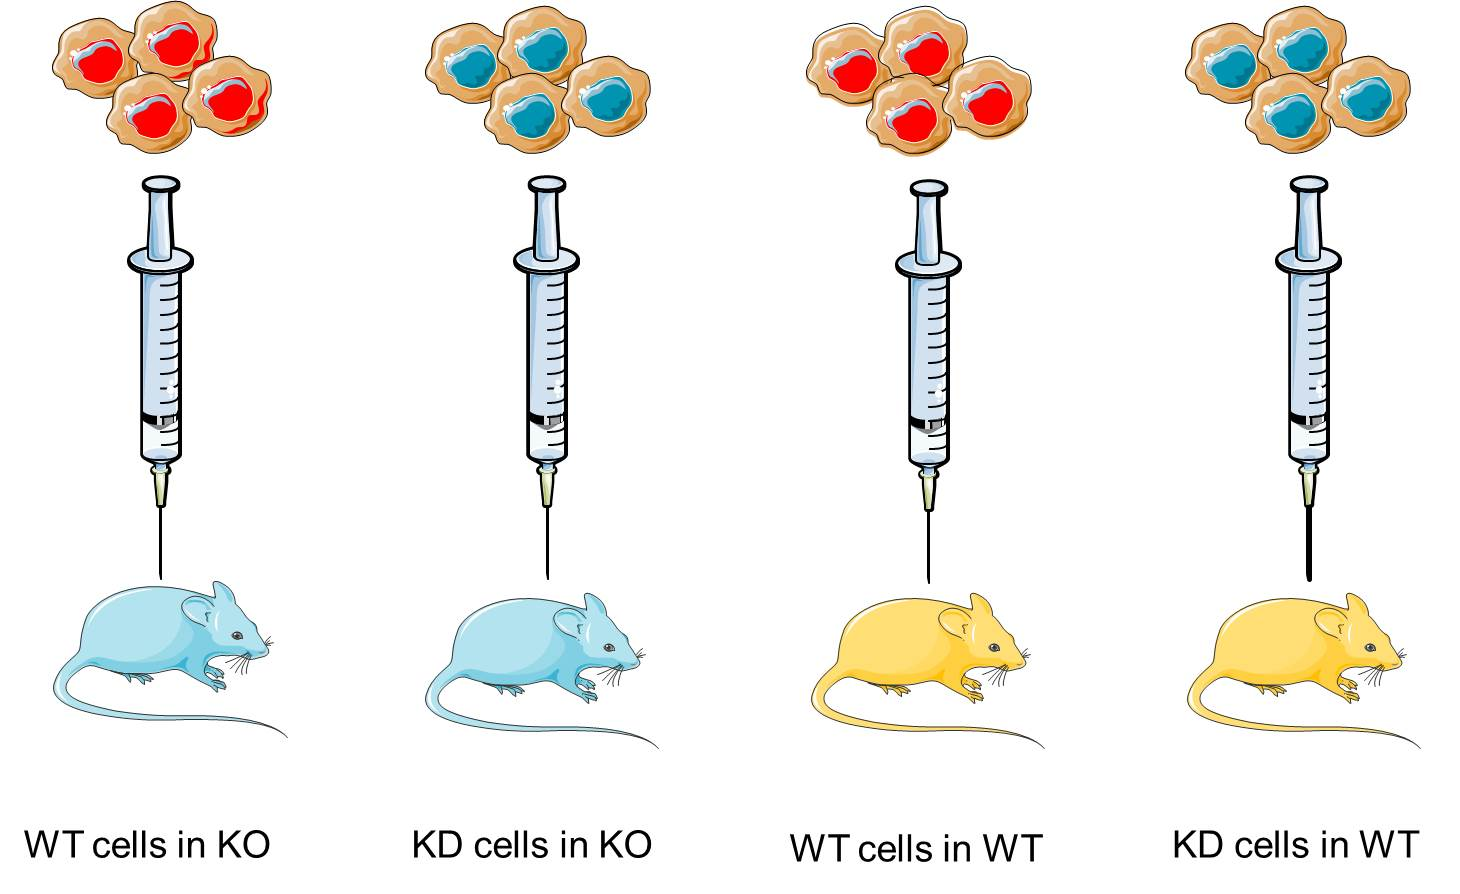 WT cells in KO
KD cells in KO
WT cells in WT
KD cells in WT